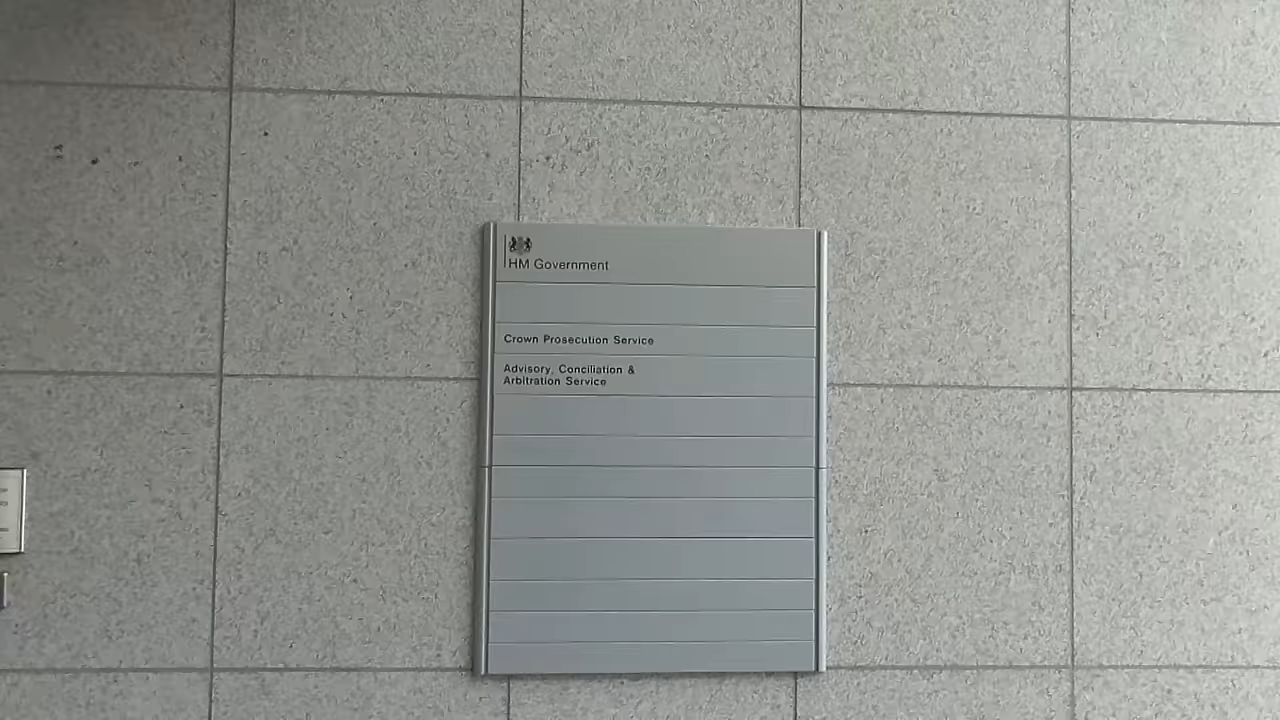 HM Government
Crown Prosecution Service
Advisory, Conciliation &
Arbitration Service